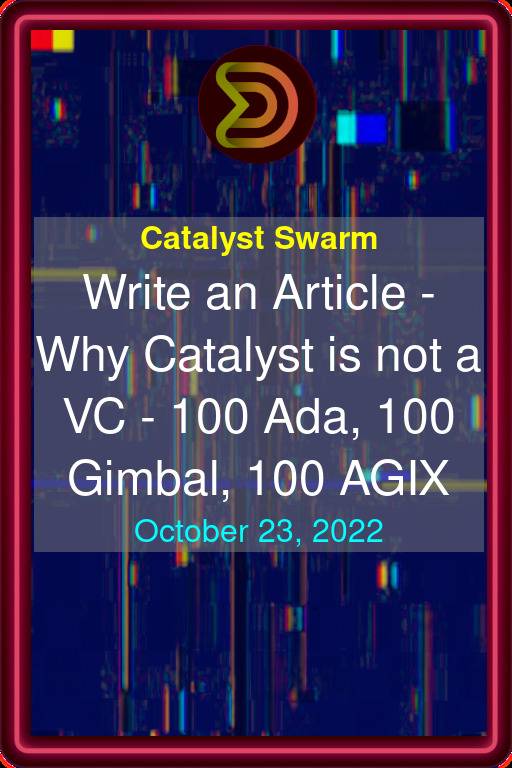 Catalyst Swarm
Write an Article -
Why Catalyst is not a
VC - 100 Ada, 100
Gimbal, 100 AGIX
October 23, 2022